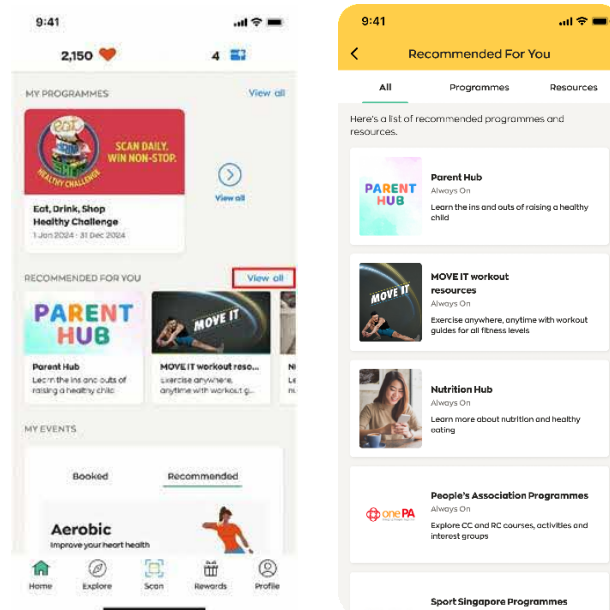 9:41
2,150
4
MY PROGRAMMES
View all
EAT
SHOP
HEALTHY CHALLENGE
SCAN DAILY.
WIN NON-STOP.
View all
Eat, Drink, Shop
Healthy Challenge
1 Jan 2024 - 31 Dec 2024
RECOMMENDED FOR YOU
View all
PARENT
HUB
MOVE IT
Parent Hub
MOVE IT workout reso...
Learn the ins and outs of
raising a healthy child
Exercise anywhere,
anytime with workout g...
MY EVENTS
Booked
Recommended
Aerobic
Improve your heart health
Home
Explore
Scan
Rewards
Profile
9:41
Recommended For You
All
Programmes
Resources
Here's a list of recommended programmes and
resources.
PARENT
HUB
Parent Hub
Always On
Learn the ins and outs of raising a healthy
child
MOVE IT
MOVE IT workout
resources
Always On
Exercise anywhere, anytime with workout
guides for all fitness levels
Nutrition Hub
Always On
Learn more about nutrition and healthy
eating
onePA
People's Association Programmes
Always On
Explore CC and RC courses, activities and
interest groups
Sport Singapore Programmes